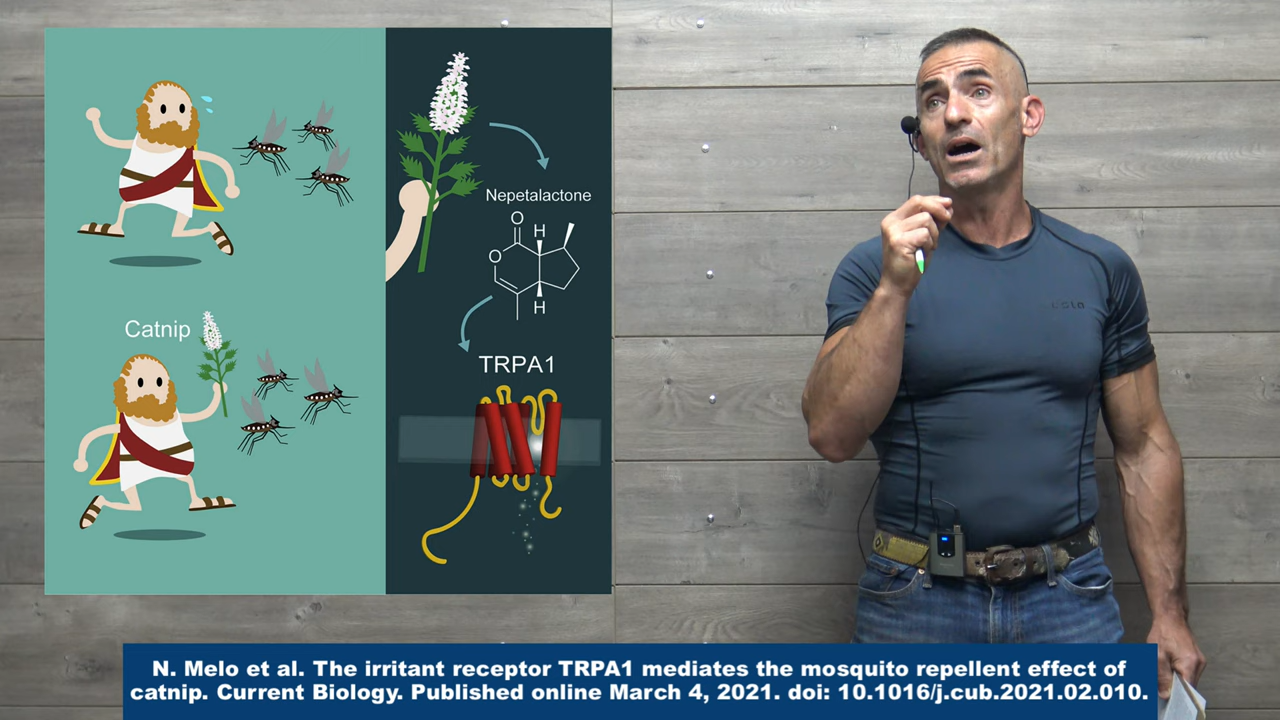 Nepetalactone
O
H
O
H
Catnip
TRPA1
N. Melo et al. The irritant receptor TRPA1 mediates the mosquito repellent effect of
catnip. Current Biology. Published online March 4, 2021. doi: 10.1016/j.cub.2021.02.010.